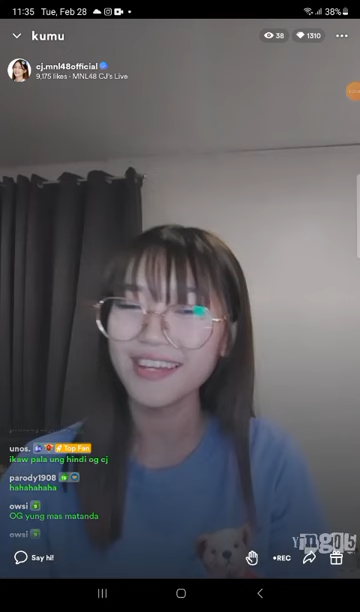 11:35 Tue, Feb 28 38%
kumu 38 1310
cj.mnl48official
9,175 likes · MNL48 CJ's Live
unos. Top Fan
ikaw pala ung hindi og cj
parody1908
hahahahaha
owsi
OG yung mas matanda
owsi
Say hi! •REC